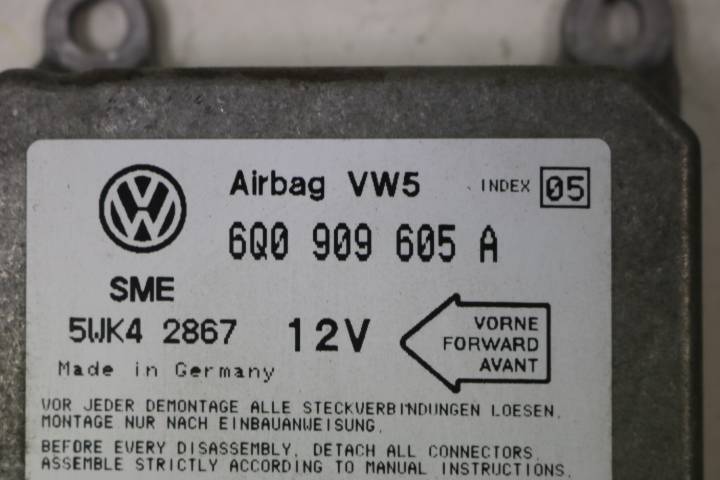 Airbag VW5 INDEX 05
6Q0 909 605 A
SME
5WK4 2867 12V
VORNE
FORWARD
AVANT
Made in Germany
VOR JEDER DEMONTAGE ALLE STECKVERBINDUNGEN LOESEN.
MONTAGE NUR NACH EINBAUANWEISUNG.
BEFORE EVERY DISASSEMBLY, DETACH ALL CONNECTORS.
ASSEMBLE STRICTLY ACCORDING TO MANUAL INSTRUCTIONS.